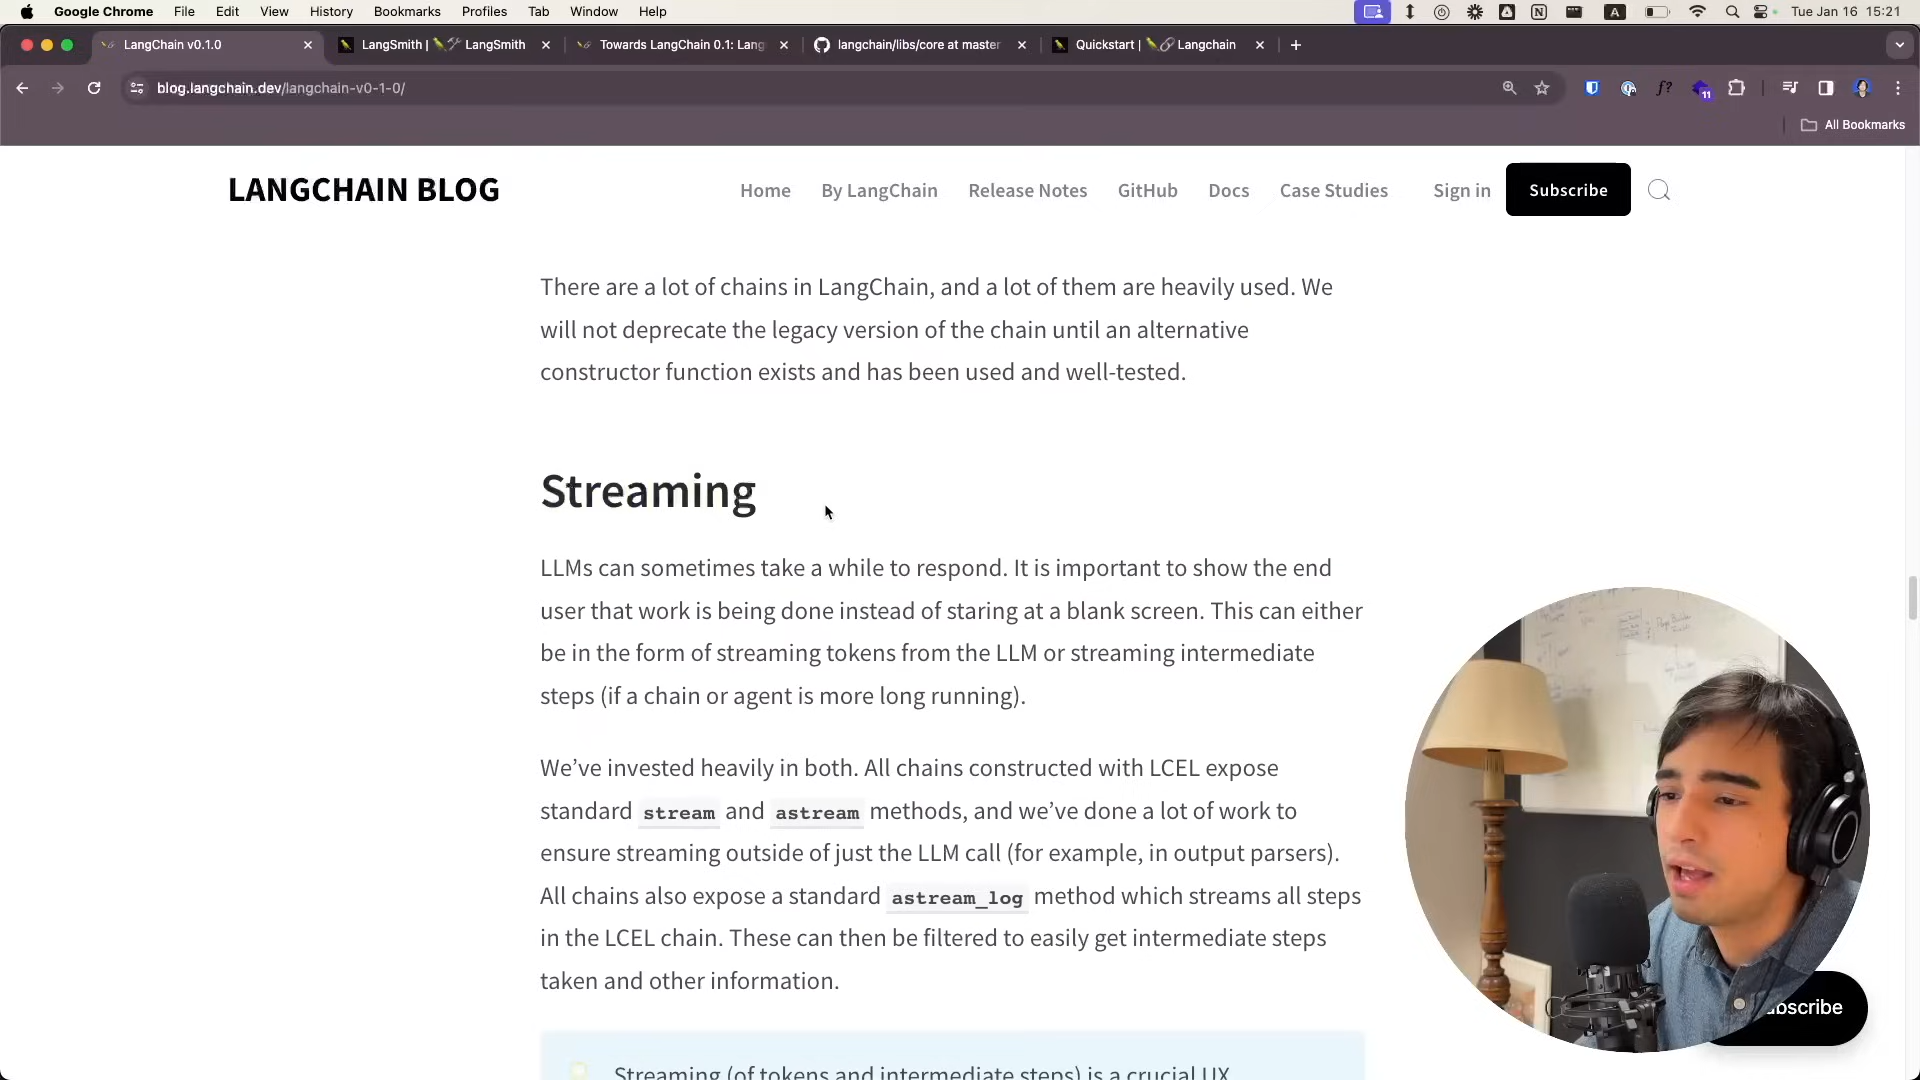 Google Chrome File Edit View History Bookmarks Profiles Tab Window Help A Tue Jan 16 15:21
LangChain v0.1.0 LangSmith | LangSmith Towards LangChain 0.1: Lang langchain/libs/core at master Quickstart | Langchain
blog.langchain.dev/langchain-v0-1-0/ f? 11
All Bookmarks
LANGCHAIN BLOG Home By LangChain Release Notes GitHub Docs Case Studies Sign in Subscribe
There are a lot of chains in LangChain, and a lot of them are heavily used. We
will not deprecate the legacy version of the chain until an alternative
constructor function exists and has been used and well-tested.
Streaming
LLMs can sometimes take a while to respond. It is important to show the end
user that work is being done instead of staring at a blank screen. This can either
be in the form of streaming tokens from the LLM or streaming intermediate
steps (if a chain or agent is more long running).
We’ve invested heavily in both. All chains constructed with LCEL expose
standard stream and astream methods, and we’ve done a lot of work to
ensure streaming outside of just the LLM call (for example, in output parsers).
All chains also expose a standard astream_log method which streams all steps
in the LCEL chain. These can then be filtered to easily get intermediate steps
taken and other information.
bscribe
Streaming (of tokens and intermediate steps) is a crucial UX